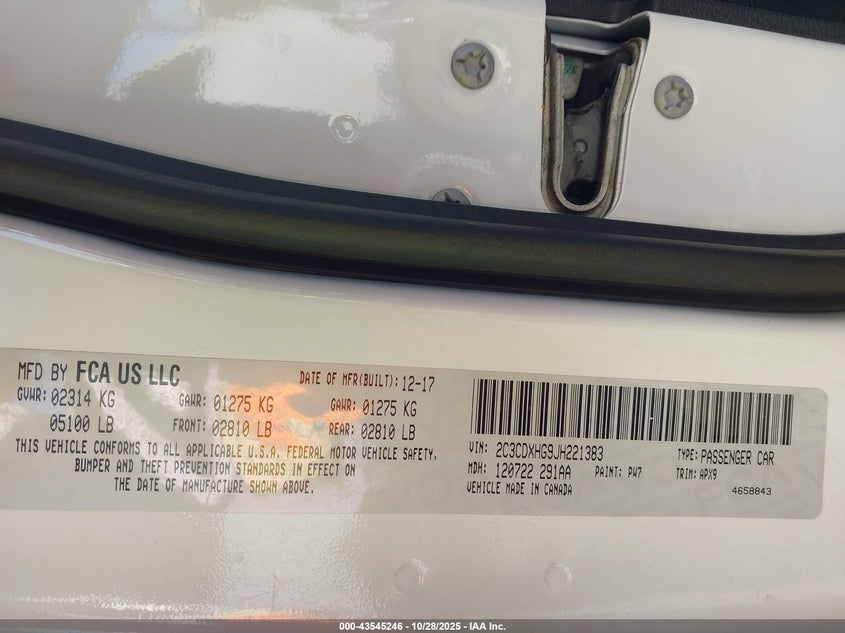 MFD BY FCA US LLC DATE OF MFR(BUILT): 12-17
GVWR: 02314 KG GAWR: 01275 KG GAWR: 01275 KG
05100 LB FRONT: 02810 LB REAR: 02810 LB
THIS VEHICLE CONFORMS TO ALL APPLICABLE U.S.A. FEDERAL MOTOR VEHICLE SAFETY,
BUMPER AND THEFT PREVENTION STANDARDS IN EFFECT ON
THE DATE OF MANUFACTURE SHOWN ABOVE.
VIN: 2C3CDXHG9JH221383 TYPE: PASSENGER CAR
MDH: 120722 291AA PAINT: PW7 TRIM: APX9
VEHICLE MADE IN CANADA 4658843
000-43545246 - 10/28/2025 - IAA Inc.